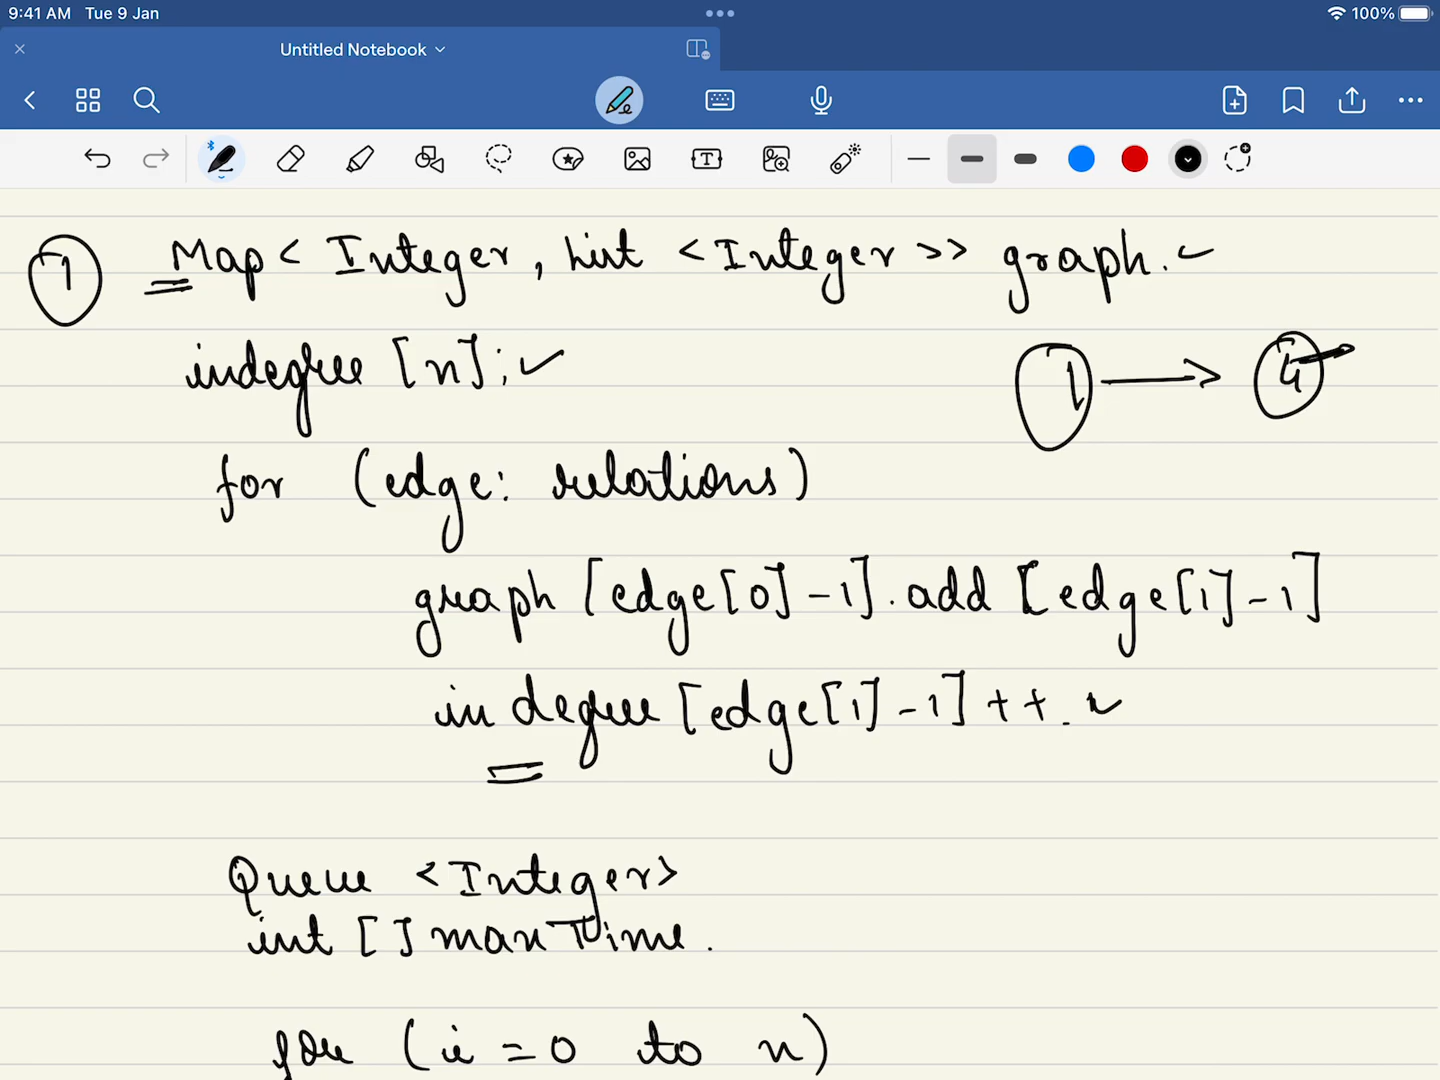 9:41 AM Tue 9 Jan 100%
Untitled Notebook
1 Map < Integer, List <Integer>> graph.
indegree [n];
1 → 4
for (edge: relations)
graph [edge[0]-1].add [edge[1]-1]
indegree [edge[1]-1]++.
Queue <Integer>
int [] maxTime.
for (i = 0 to n)